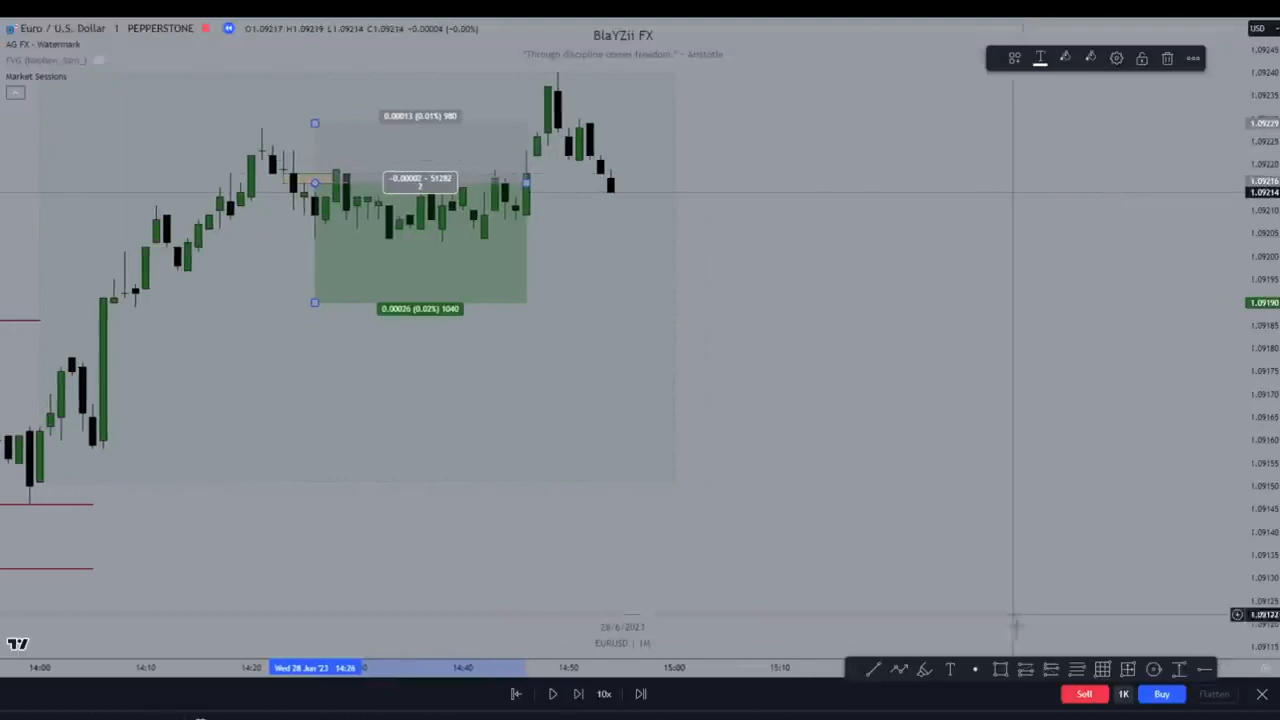 Euro / U.S. Dollar 1 PEPPERSTONE O1.09217 H1.09219 L1.09214 C1.09214 -0.00004 (-0.00%)
BlaYZii FX
USD
AG FX - Watermark
"Through discipline comes freedom." - Aristotle
Market Sessions
1.09245
1.09240
1.09235
1.09229
1.09225
1.09220
1.09216
1.09214
1.09210
1.09205
1.09200
1.09195
1.09190
1.09185
1.09180
1.09175
1.09170
1.09165
1.09160
1.09155
1.09150
1.09145
1.09140
1.09135
1.09130
1.09125
1.09120
1.09115
0.00013 (0.01%) 980
-0.00002 - 51282
2
0.00026 (0.02%) 1040
28/6/2023
EURUSD | 1M
14:00 14:10 14:20 Wed 28 Jun '23 14:26 14:40 14:50 15:00 15:10
10x
Sell 1K Buy Flatten